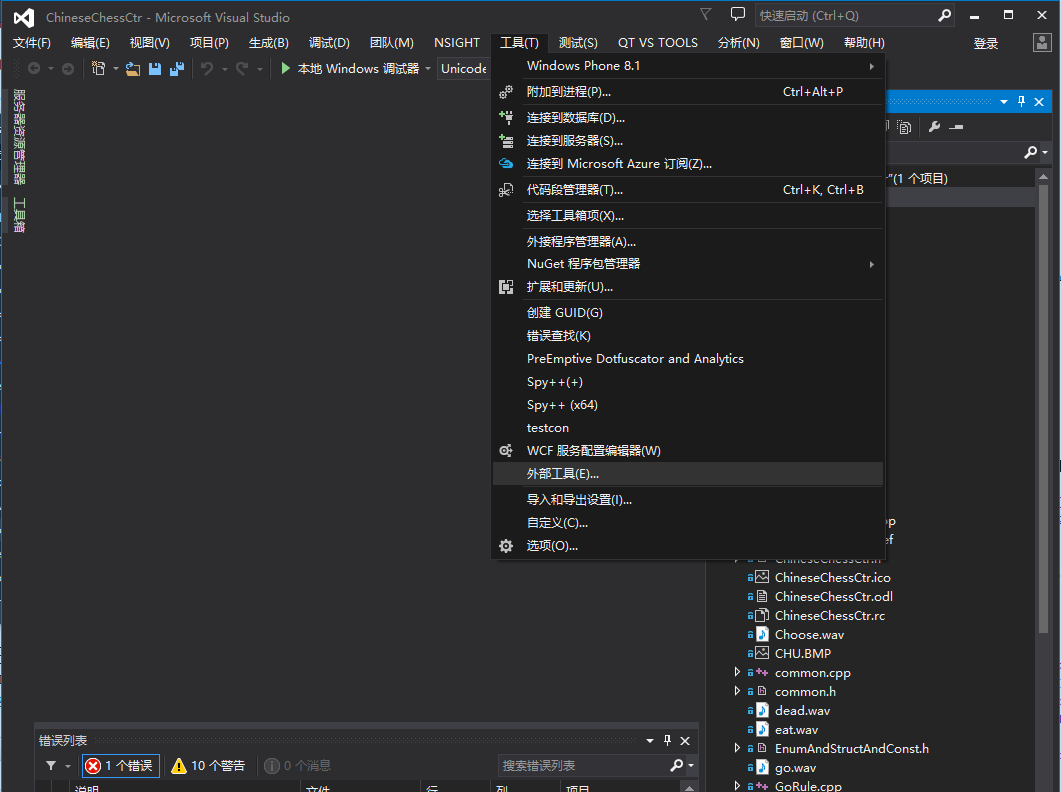 ChineseChessCtr - Microsoft Visual Studio
快速启动 (Ctrl+Q)
文件(F) 编辑(E) 视图(V) 项目(P) 生成(B) 调试(D) 团队(M) NSIGHT 工具(T) 测试(S) QT VS TOOLS 分析(N) 窗口(W) 帮助(H) 登录
本地 Windows 调试器 Unicode
服务器资源管理器
工具箱
Windows Phone 8.1
附加到进程(P)... Ctrl+Alt+P
连接到数据库(D)...
连接到服务器(S)...
连接到 Microsoft Azure 订阅(Z)...
代码段管理器(T)... Ctrl+K, Ctrl+B
选择工具箱项(X)...
外接程序管理器(A)...
NuGet 程序包管理器
扩展和更新(U)...
创建 GUID(G)
错误查找(K)
PreEmptive Dotfuscator and Analytics
Spy++(+)
Spy++ (x64)
testcon
WCF 服务配置编辑器(W)
外部工具(E)...
导入和导出设置(I)...
自定义(C)...
选项(O)...
r"(1 个项目)
pp
ef
ChineseChessCtr.h
ChineseChessCtr.ico
ChineseChessCtr.odl
ChineseChessCtr.rc
Choose.wav
CHU.BMP
common.cpp
common.h
dead.wav
eat.wav
EnumAndStructAndConst.h
go.wav
GoRule.cpp
错误列表
1 个错误 10 个警告 0 个消息 搜索错误列表
说明 文件 行 列 项目